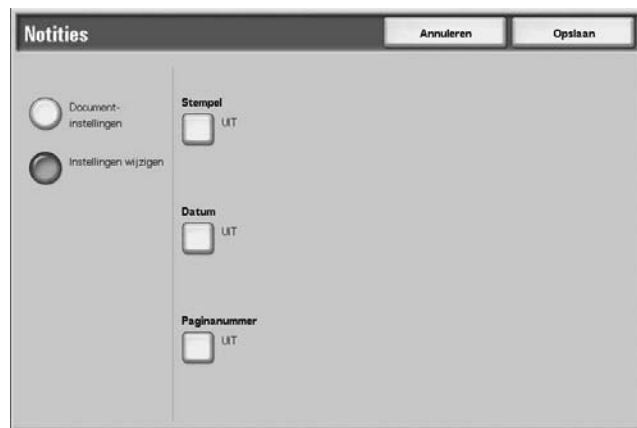 Notities
Annuleren
Opslaan
Document-
instellingen
Instellingen wijzigen
Stempel
UIT
Datum
UIT
Paginanummer
UIT